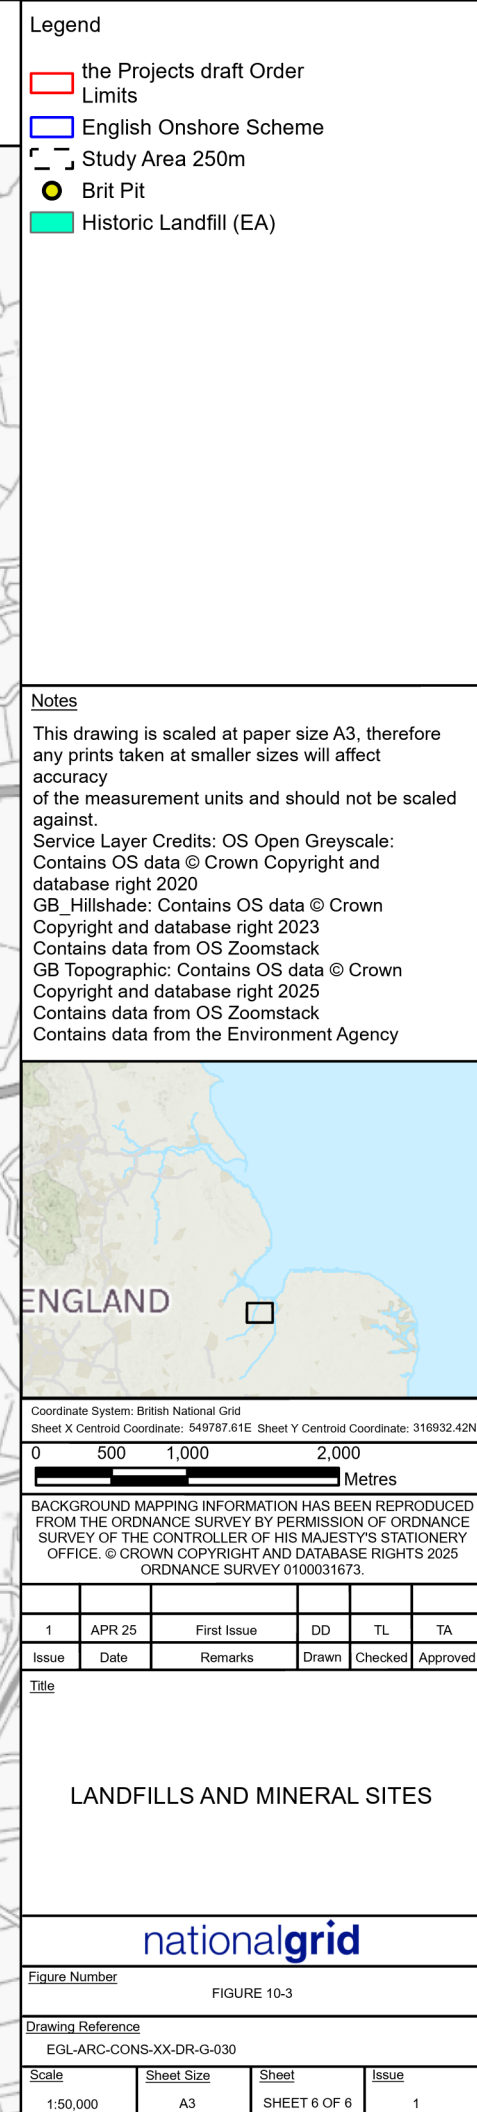 Legend
the Projects draft Order
Limits
English Onshore Scheme
Study Area 250m
Brit Pit
Historic Landfill (EA)
Notes
This drawing is scaled at paper size A3, therefore
any prints taken at smaller sizes will affect
accuracy
of the measurement units and should not be scaled
against.
Service Layer Credits: OS Open Greyscale:
Contains OS data © Crown Copyright and
database right 2020
GB_Hillshade: Contains OS data © Crown
Copyright and database right 2023
Contains data from OS Zoomstack
GB Topographic: Contains OS data © Crown
Copyright and database right 2025
Contains data from OS Zoomstack
Contains data from the Environment Agency
ENGLAND
Coordinate System: British National Grid
Sheet X Centroid Coordinate: 549787.61E Sheet Y Centroid Coordinate: 316932.42N
0 500 1,000 2,000
Metres
BACKGROUND MAPPING INFORMATION HAS BEEN REPRODUCED
FROM THE ORDNANCE SURVEY BY PERMISSION OF ORDNANCE
SURVEY OF THE CONTROLLER OF HIS MAJESTY'S STATIONERY
OFFICE. © CROWN COPYRIGHT AND DATABASE RIGHTS 2025
ORDNANCE SURVEY 0100031673.
1 APR 25 First Issue DD TL TA
Issue Date Remarks Drawn Checked Approved
Title
LANDFILLS AND MINERAL SITES
nationalgrid
Figure Number
FIGURE 10-3
Drawing Reference
EGL-ARC-CONS-XX-DR-G-030
Scale Sheet Size Sheet Issue
1:50,000 A3 SHEET 6 OF 6 1